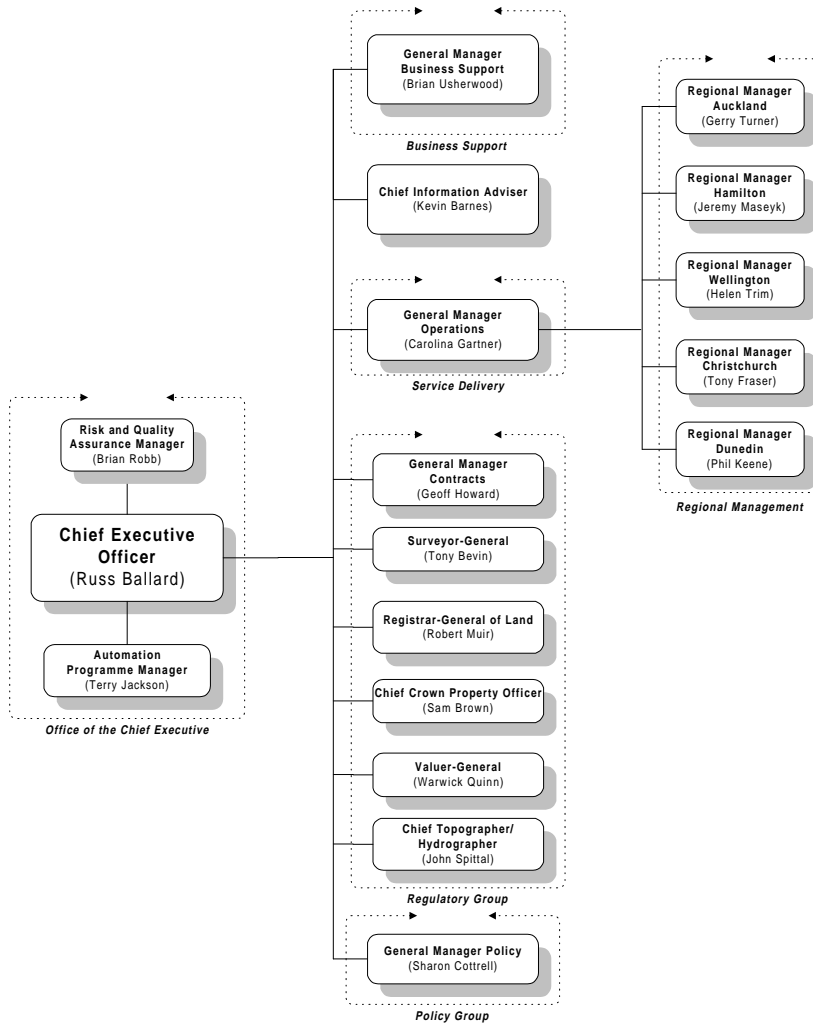 General Manager
Business Support
(Brian Usherwood)
Business Support
Chief Information Adviser
(Kevin Barnes)
General Manager
Operations
(Carolina Gartner)
Service Delivery
Regional Manager
Auckland
(Gerry Turner)
Regional Manager
Hamilton
(Jeremy Maseyk)
Regional Manager
Wellington
(Helen Trim)
Regional Manager
Christchurch
(Tony Fraser)
Regional Manager
Dunedin
(Phil Keene)
Regional Management
Risk and Quality
Assurance Manager
(Brian Robb)
Chief Executive
Officer
(Russ Ballard)
Automation
Programme Manager
(Terry Jackson)
Office of the Chief Executive
General Manager
Contracts
(Geoff Howard)
Surveyor-General
(Tony Bevin)
Registrar-General of Land
(Robert Muir)
Chief Crown Property Officer
(Sam Brown)
Valuer-General
(Warwick Quinn)
Chief Topographer/
Hydrographer
(John Spittal)
Regulatory Group
General Manager Policy
(Sharon Cottrell)
Policy Group